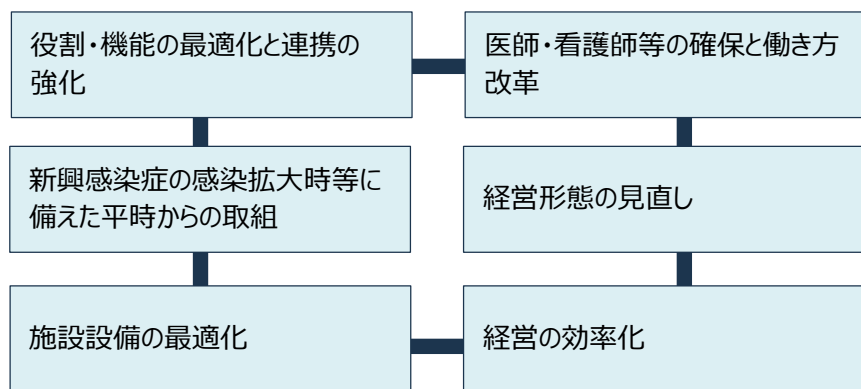 役割・機能の最適化と連携の
強化
医師・看護師等の確保と働き方
改革
新興感染症の感染拡大時等に
備えた平時からの取組
経営形態の見直し
施設設備の最適化
経営の効率化